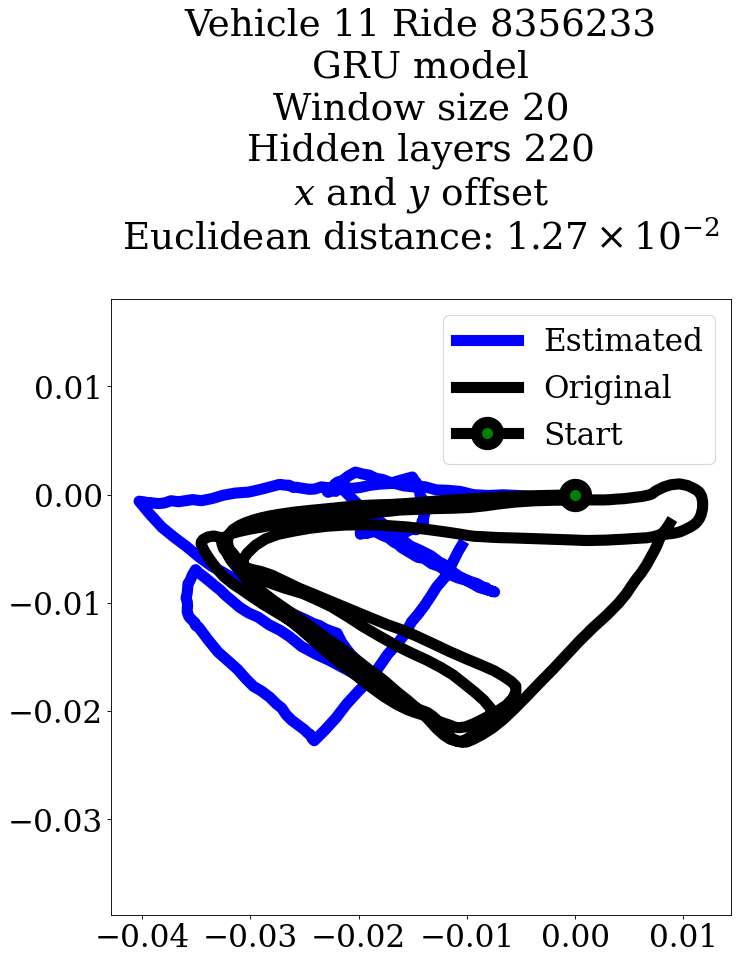 Vehicle 11 Ride 8356233
GRU model
Window size 20
Hidden layers 220
x and y offset
Euclidean distance: 1.27 × 10⁻²
Estimated
Original
Start
0.01
0.00
−0.01
−0.02
−0.03
−0.04 −0.03 −0.02 −0.01 0.00 0.01